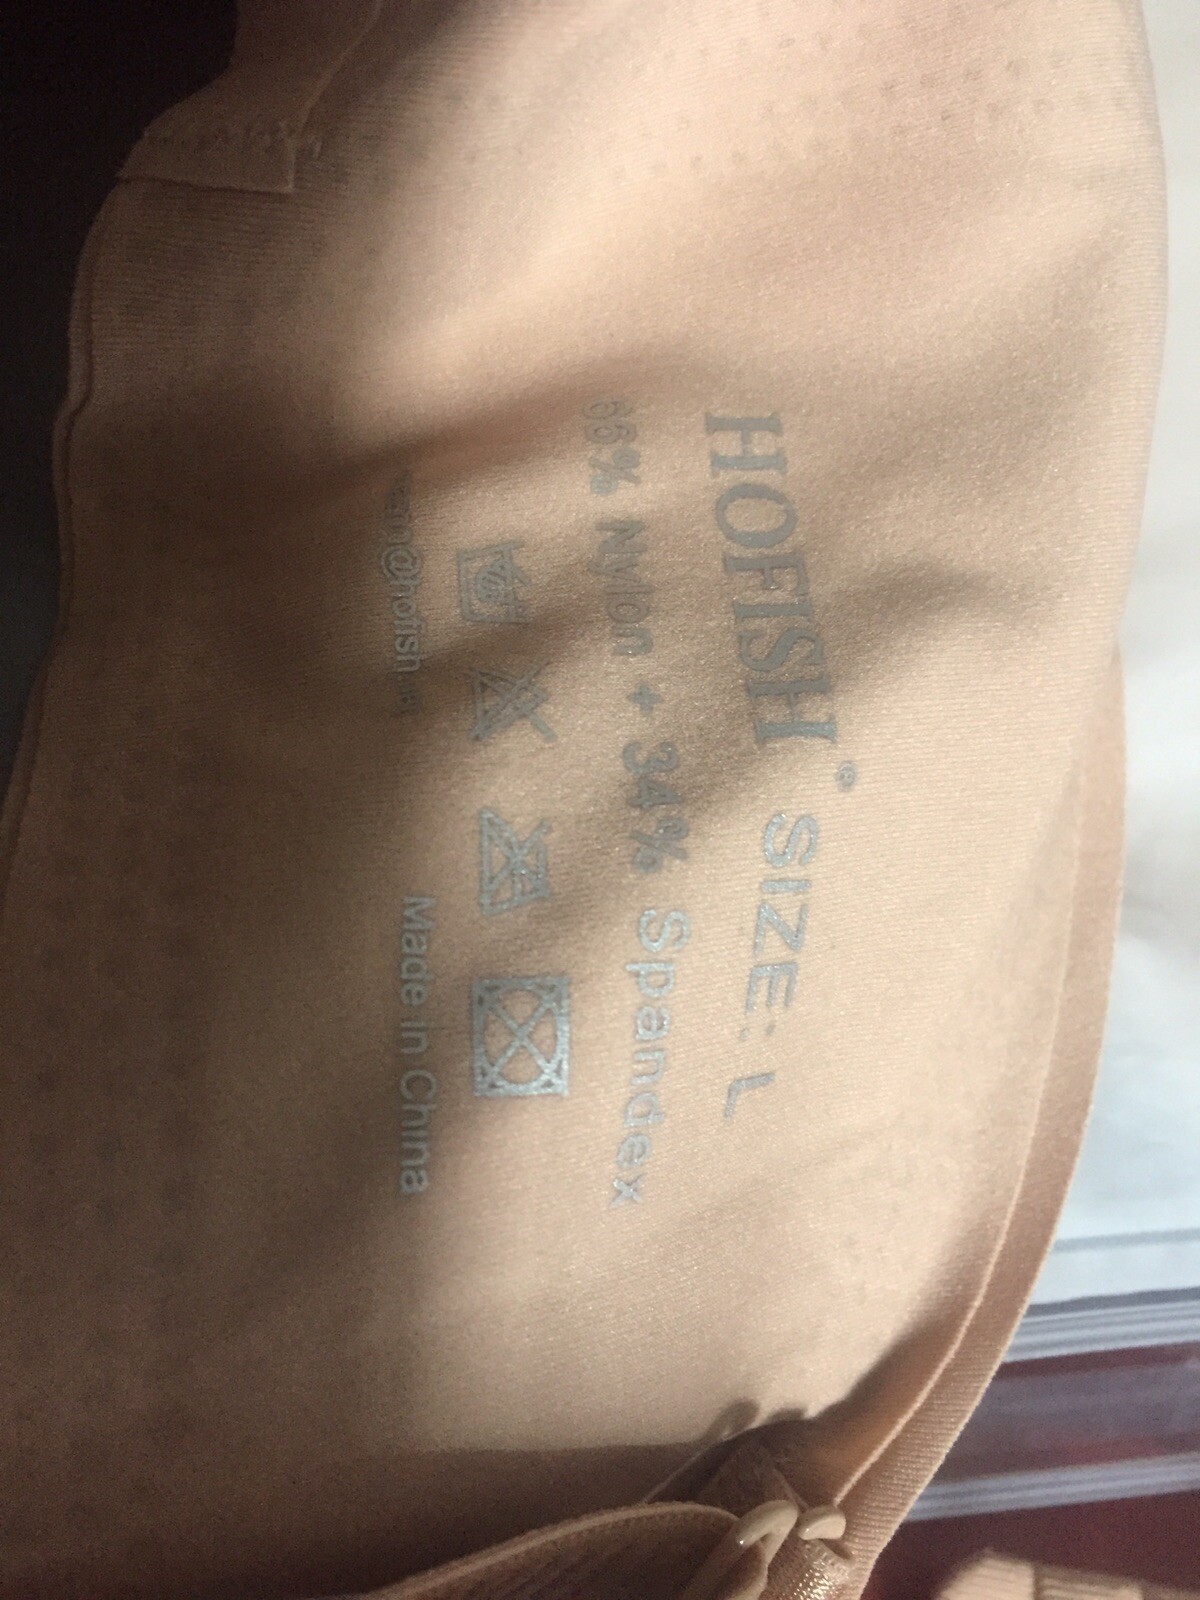 HOFISH® SIZE: L
66% Nylon + 34% Spandex
Made in China